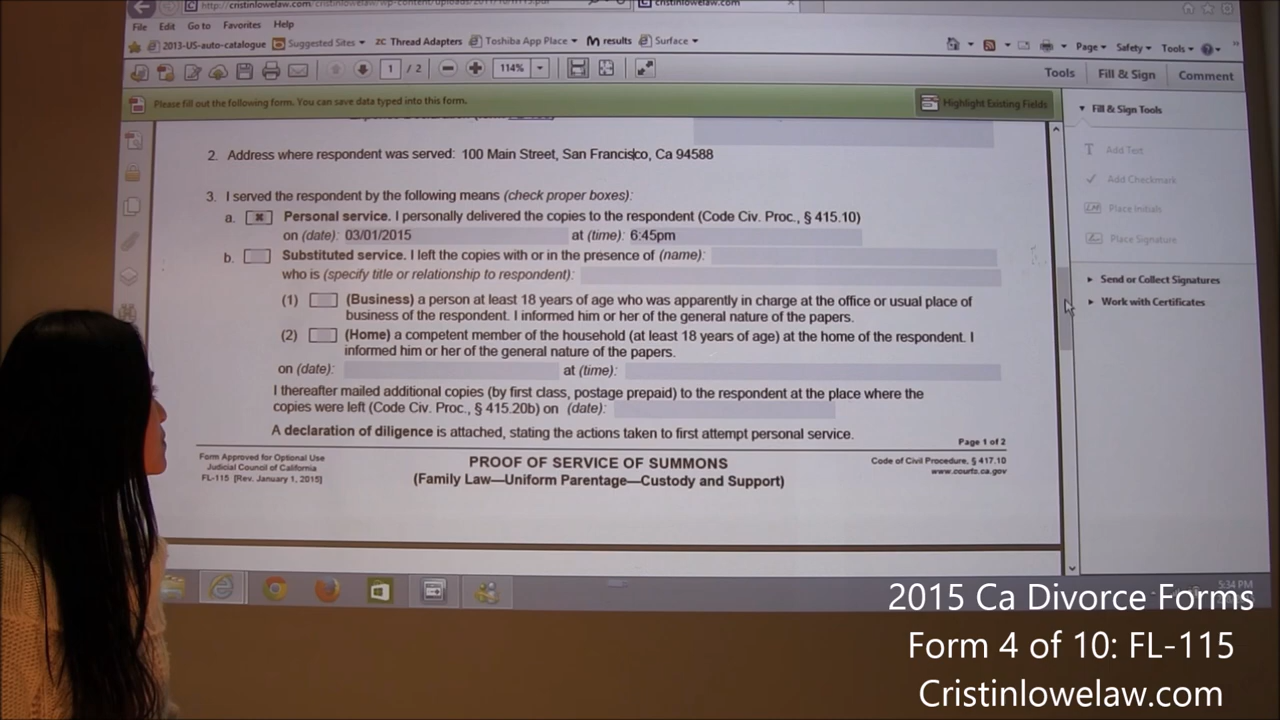 cristinlowelaw.com
File Edit Go to Favorites Help
2013-US-auto-catalogue Suggested Sites ZC Thread Adapters Toshiba App Place results Surface Page Safety Tools
1 / 2 114% Tools Fill & Sign Comment
Please fill out the following form. You can save data typed into this form. Highlight Existing Fields
Fill & Sign Tools
Add Text
Add Checkmark
Place Initials
Place Signature
Send or Collect Signatures
Work with Certificates
2. Address where respondent was served: 100 Main Street, San Francisco, Ca 94588
3. I served the respondent by the following means (check proper boxes):
a. Personal service. I personally delivered the copies to the respondent (Code Civ. Proc., § 415.10)
on (date): 03/01/2015 at (time): 6:45pm
b. Substituted service. I left the copies with or in the presence of (name):
who is (specify title or relationship to respondent):
(1) (Business) a person at least 18 years of age who was apparently in charge at the office or usual place of
business of the respondent. I informed him or her of the general nature of the papers.
(2) (Home) a competent member of the household (at least 18 years of age) at the home of the respondent. I
informed him or her of the general nature of the papers.
on (date): at (time):
I thereafter mailed additional copies (by first class, postage prepaid) to the respondent at the place where the
copies were left (Code Civ. Proc., § 415.20b) on (date):
A declaration of diligence is attached, stating the actions taken to first attempt personal service.
Page 1 of 2
Form Approved for Optional Use
Judicial Council of California
FL-115 [Rev. January 1, 2015]
PROOF OF SERVICE OF SUMMONS
(Family Law—Uniform Parentage—Custody and Support)
Code of Civil Procedure, § 417.10
www.courts.ca.gov
5:34 PM
2015 Ca Divorce Forms
Form 4 of 10: FL-115
Cristinlowelaw.com